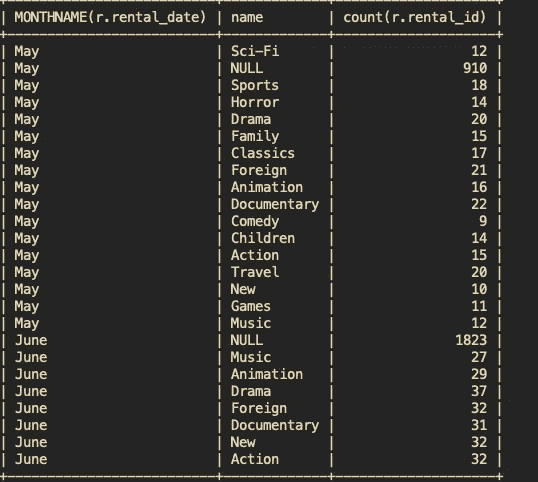 | MONTHNAME(r.rental_date) | name | count(r.rental_id) |
| May | Sci-Fi | 12 |
| May | NULL | 910 |
| May | Sports | 18 |
| May | Horror | 14 |
| May | Drama | 20 |
| May | Family | 15 |
| May | Classics | 17 |
| May | Foreign | 21 |
| May | Animation | 16 |
| May | Documentary | 22 |
| May | Comedy | 9 |
| May | Children | 14 |
| May | Action | 15 |
| May | Travel | 20 |
| May | New | 10 |
| May | Games | 11 |
| May | Music | 12 |
| June | NULL | 1823 |
| June | Music | 27 |
| June | Animation | 29 |
| June | Drama | 37 |
| June | Foreign | 32 |
| June | Documentary | 31 |
| June | New | 32 |
| June | Action | 32 |